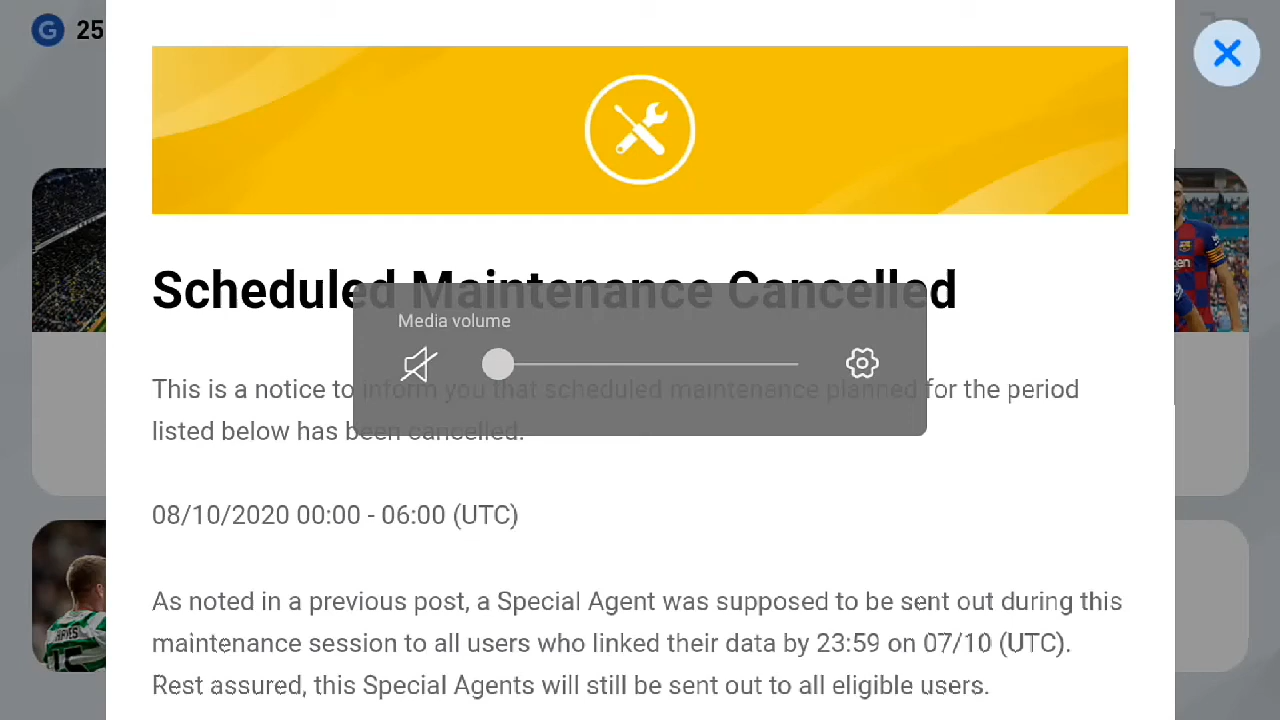 G 25
Scheduled Maintenance Cancelled
Media volume
This is a notice to inform you that scheduled maintenance planned for the period
listed below has been cancelled.
08/10/2020 00:00 - 06:00 (UTC)
As noted in a previous post, a Special Agent was supposed to be sent out during this
maintenance session to all users who linked their data by 23:59 on 07/10 (UTC).
Rest assured, this Special Agents will still be sent out to all eligible users.